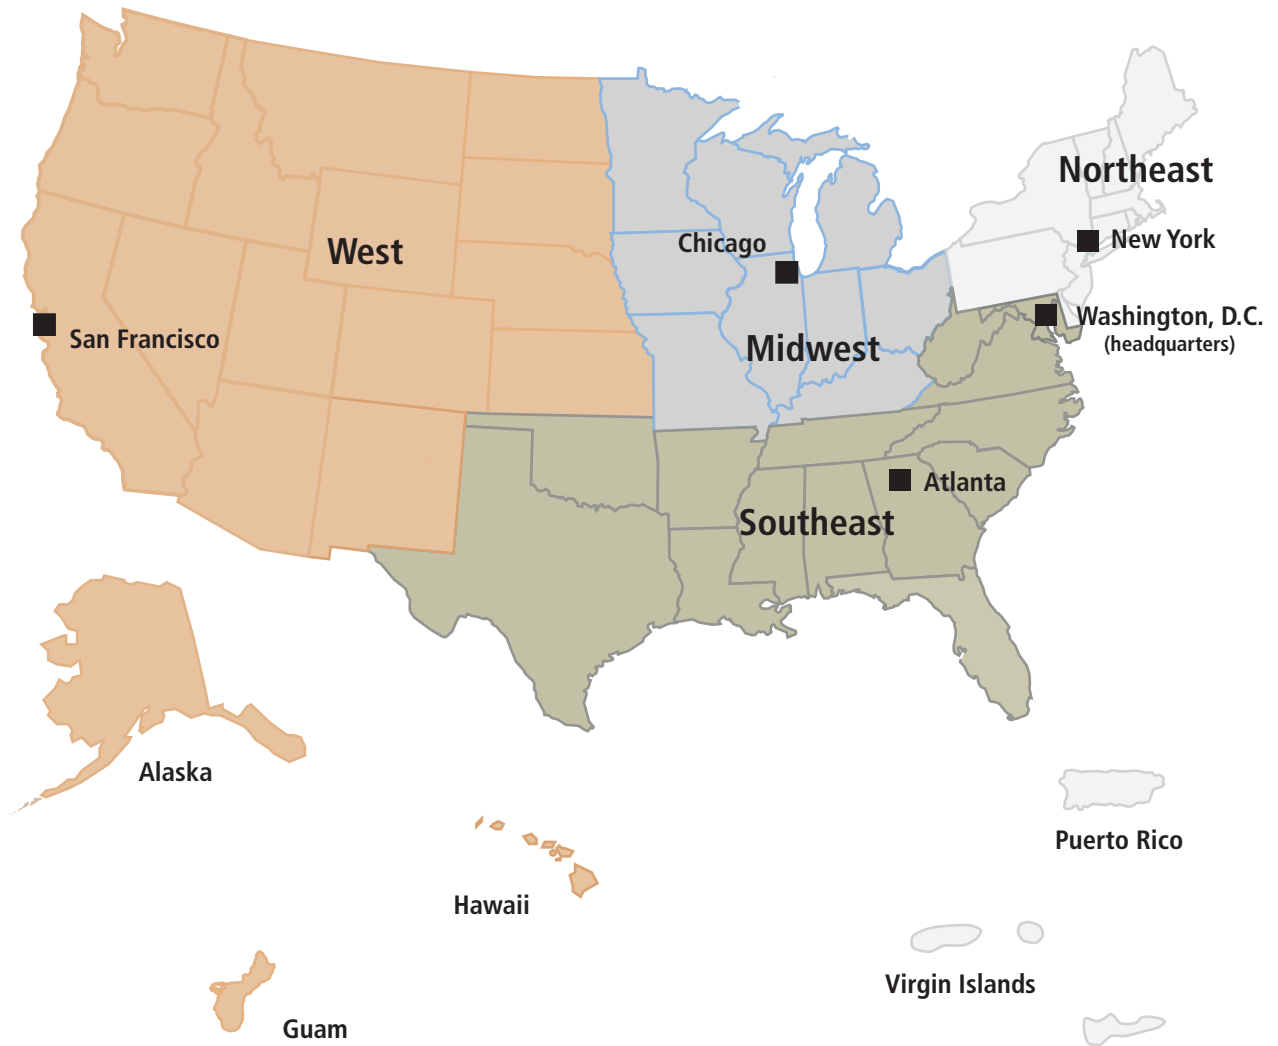 Northeast
New York
West
Chicago
Washington, D.C.
(headquarters)
San Francisco
Midwest
Atlanta
Southeast
Alaska
Puerto Rico
Hawaii
Virgin Islands
Guam